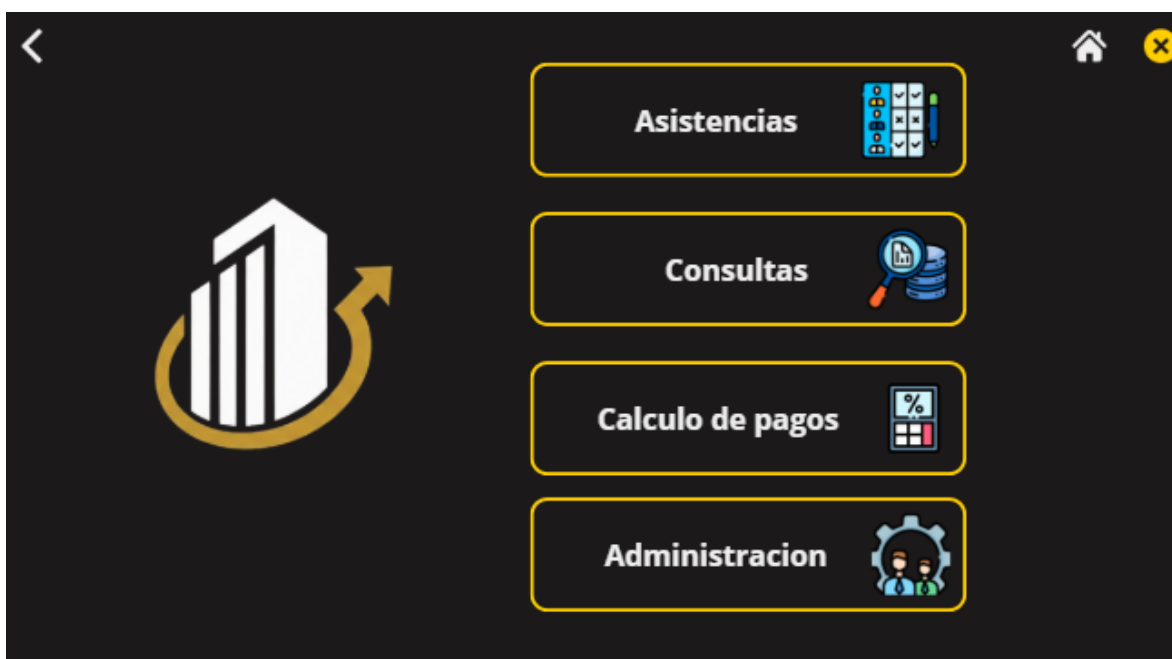 Asistencias
Consultas
Calculo de pagos
Administracion